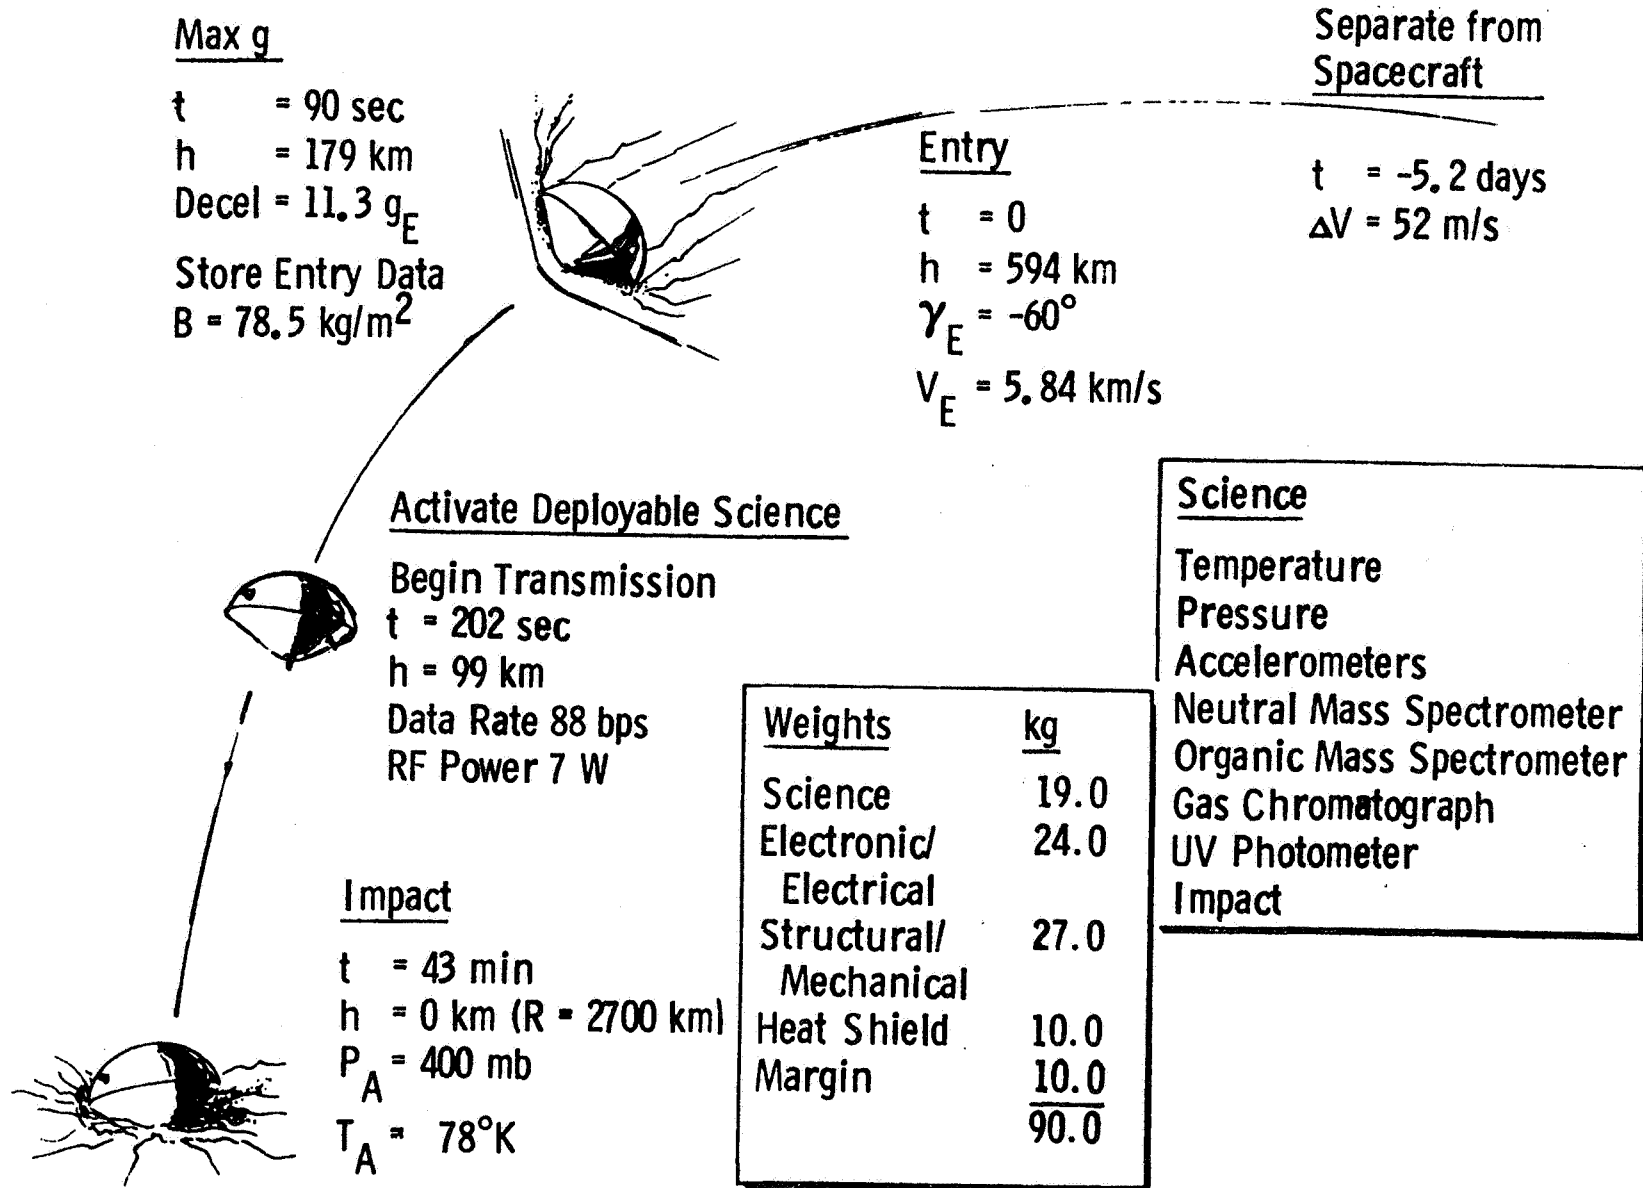 Max g
t = 90 sec
h = 179 km
Decel = 11.3 gE
Store Entry Data
B = 78.5 kg/m²
Separate from
Spacecraft
t = -5.2 days
ΔV = 52 m/s
Entry
t = 0
h = 594 km
γE = -60°
VE = 5.84 km/s
Activate Deployable Science
Begin Transmission
t = 202 sec
h = 99 km
Data Rate 88 bps
RF Power 7 W
Impact
t = 43 min
h = 0 km (R = 2700 km)
PA = 400 mb
TA = 78°K
Weights kg
Science 19.0
Electronic/ 24.0
Electrical
Structural/ 27.0
Mechanical
Heat Shield 10.0
Margin 10.0
90.0
Science
Temperature
Pressure
Accelerometers
Neutral Mass Spectrometer
Organic Mass Spectrometer
Gas Chromatograph
UV Photometer
Impact